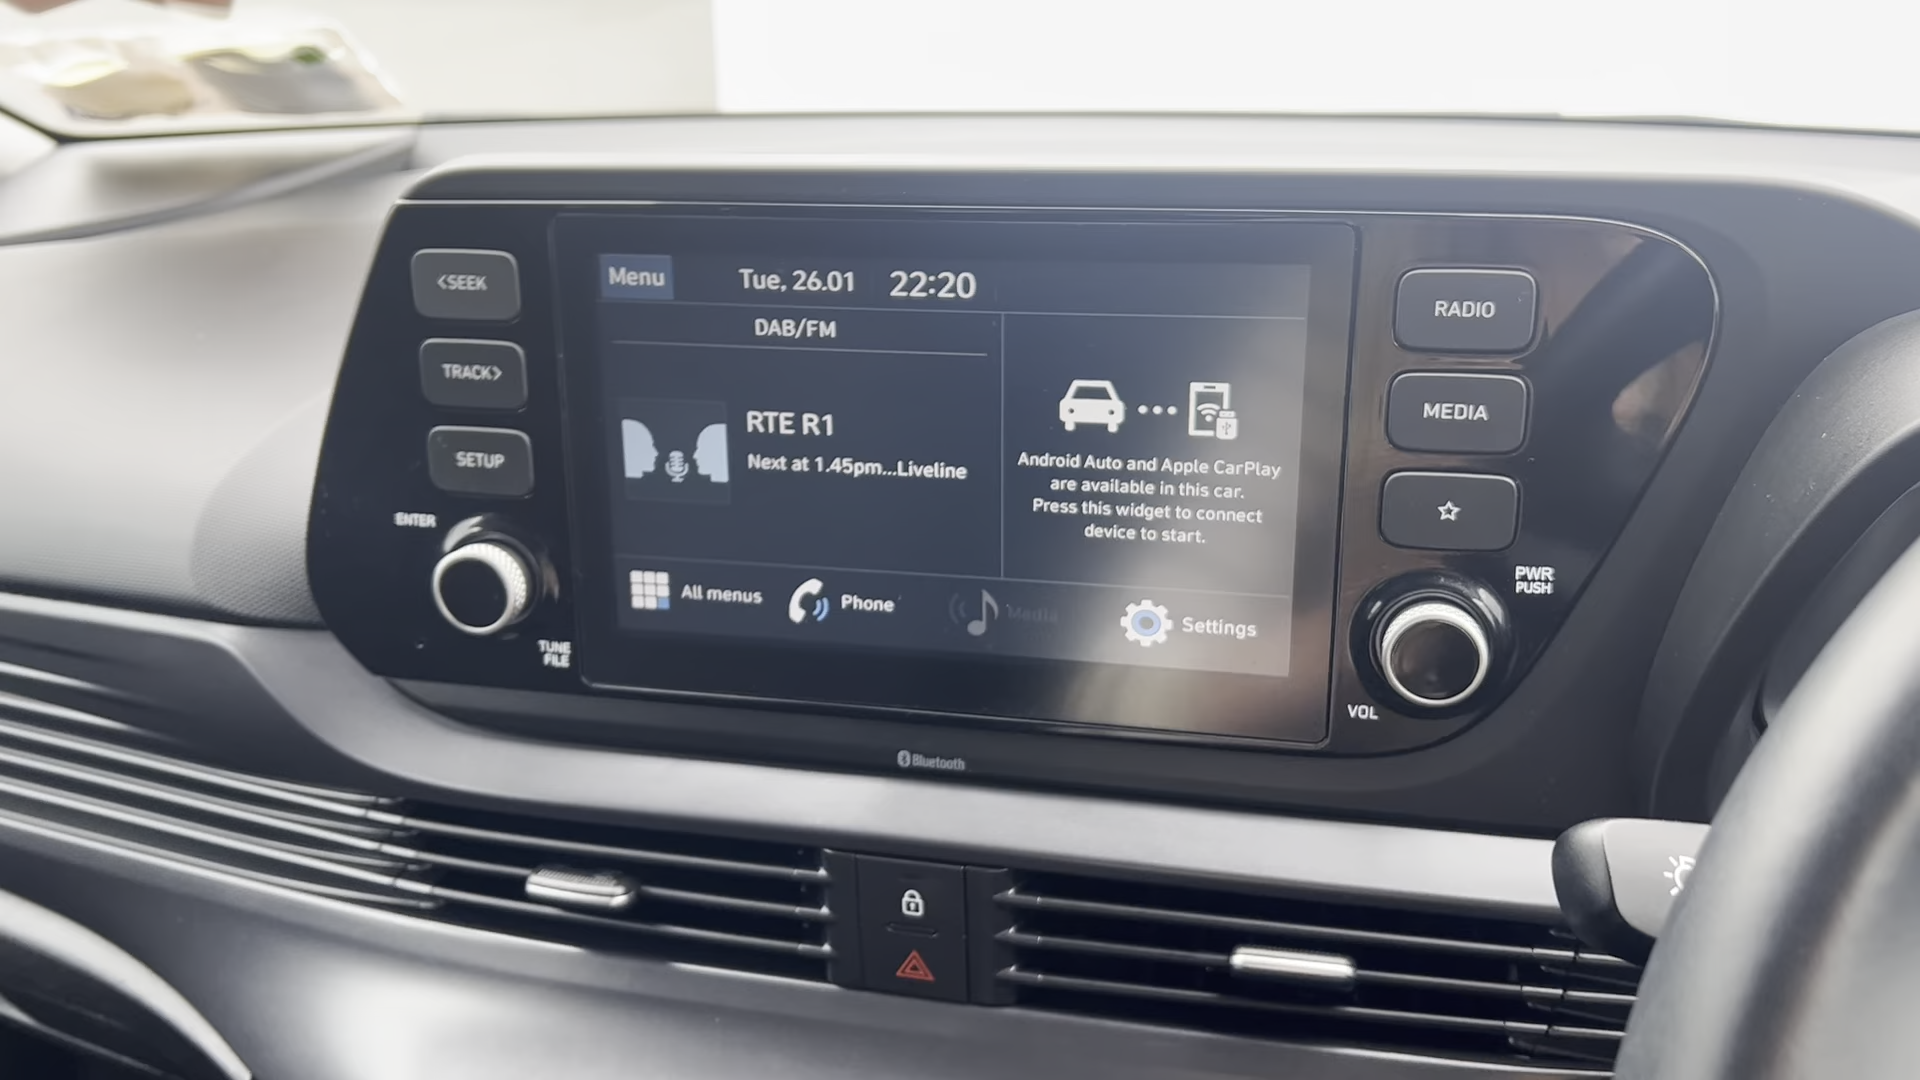 <SEEK
TRACK>
SETUP
ENTER
TUNE
FILE
Menu
Tue, 26.01
22:20
DAB/FM
RTE R1
Next at 1.45pm...Liveline
Android Auto and Apple CarPlay
are available in this car.
Press this widget to connect
device to start.
All menus
Phone
Media
Settings
RADIO
MEDIA
PWR
PUSH
VOL
Bluetooth